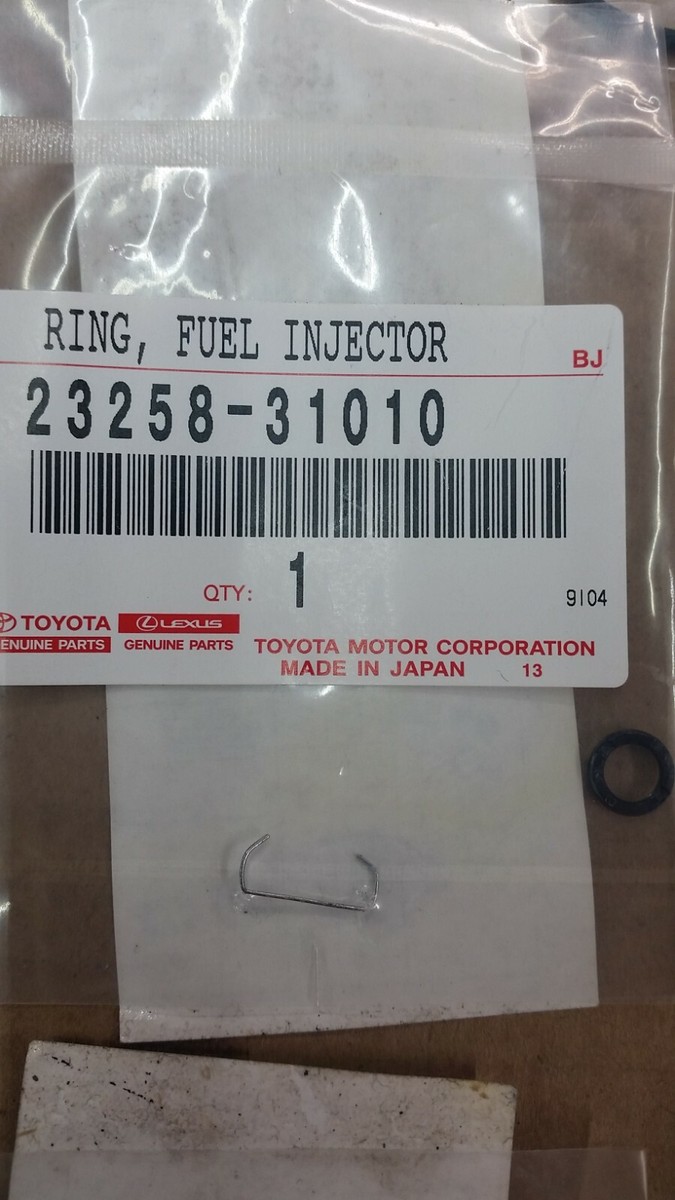 RING, FUEL INJECTOR
BJ
23258-31010
QTY: 1
9104
TOYOTA LEXUS
ENUINE PARTS GENUINE PARTS
TOYOTA MOTOR CORPORATION
MADE IN JAPAN 13